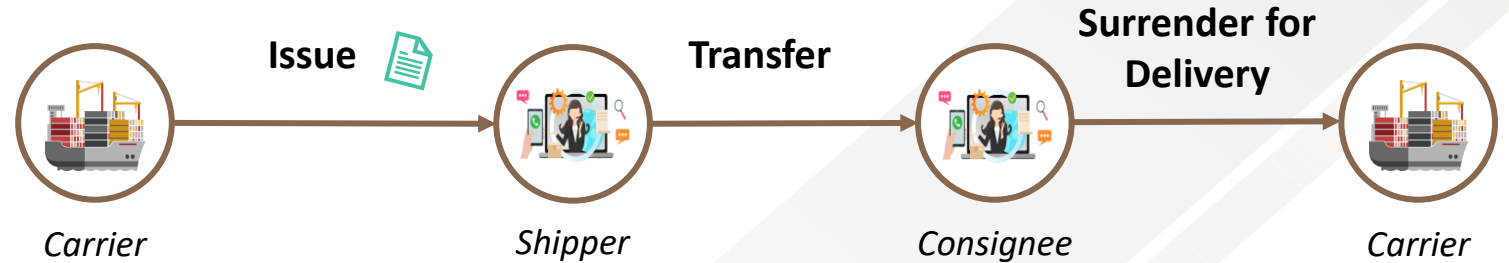 Issue
Transfer
Surrender for
Delivery
Carrier
Shipper
Consignee
Carrier